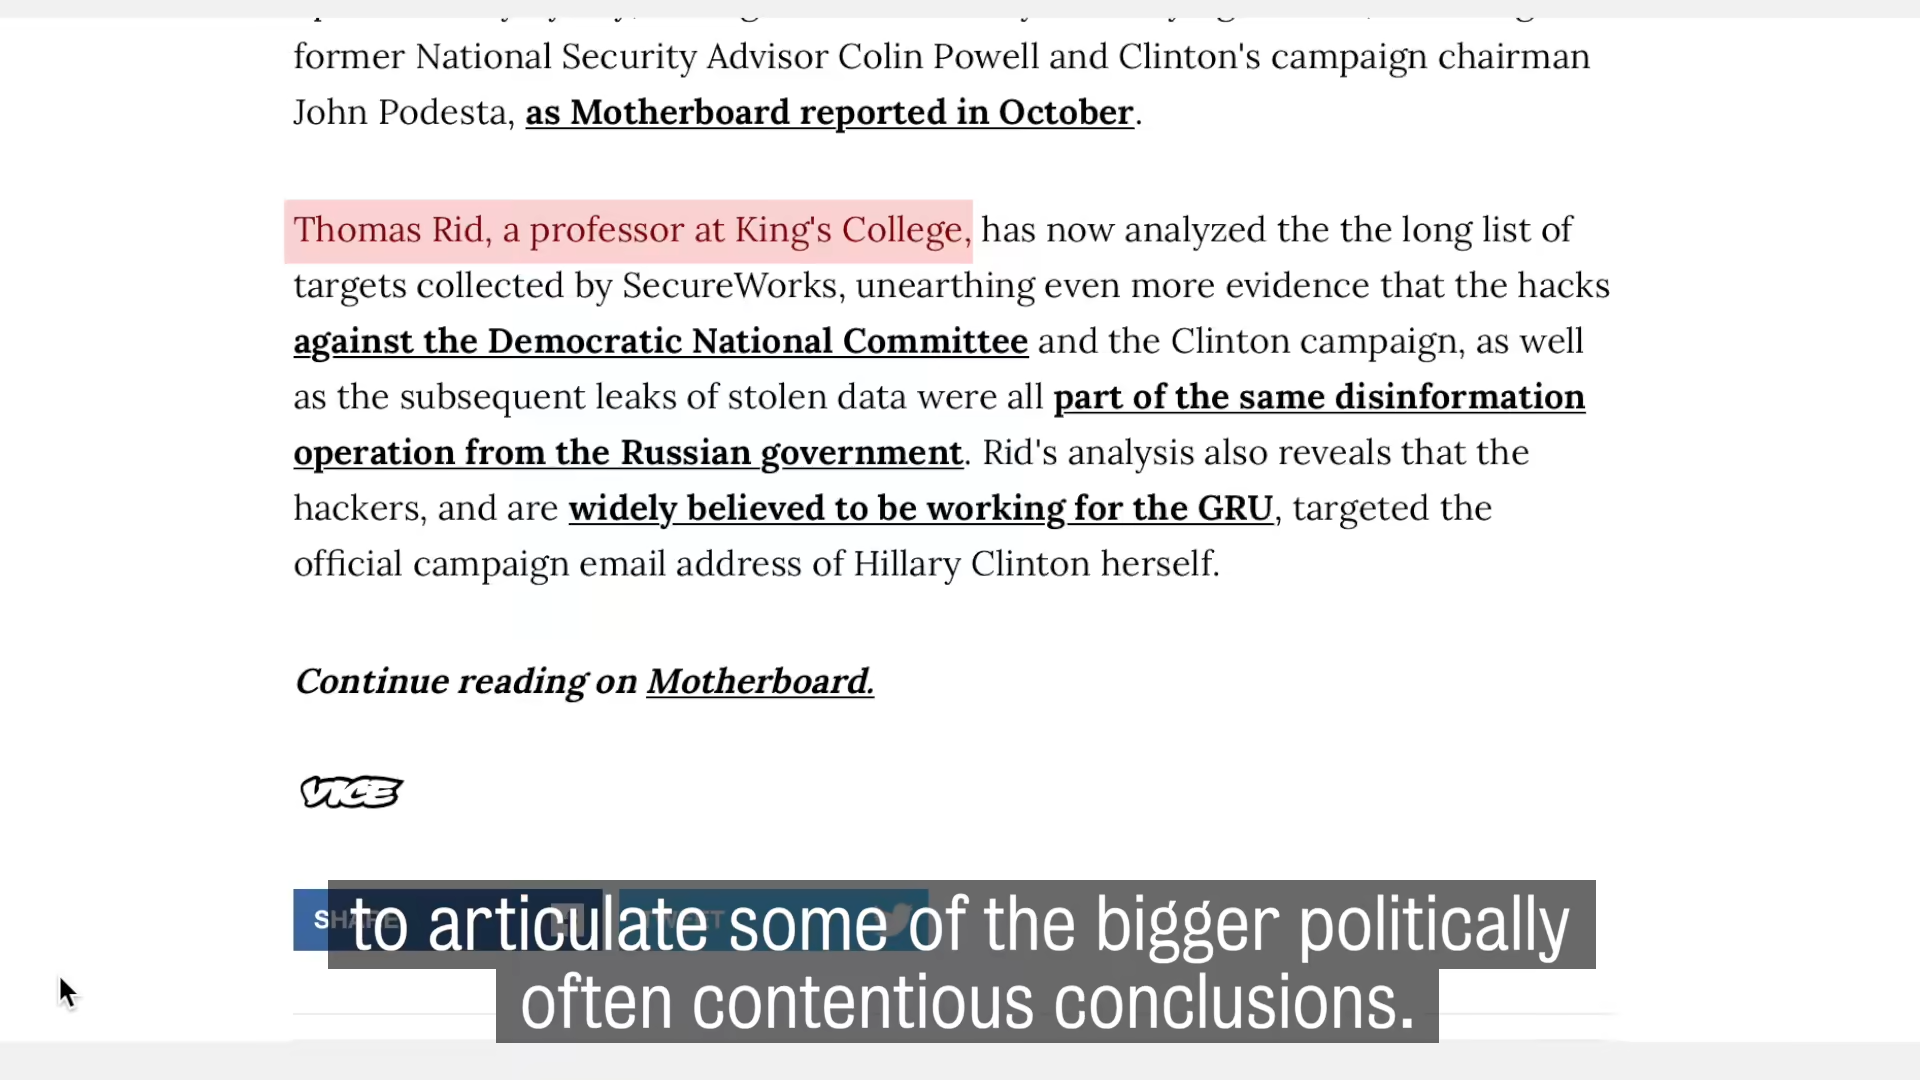 former National Security Advisor Colin Powell and Clinton's campaign chairman
John Podesta, as Motherboard reported in October.
Thomas Rid, a professor at King's College, has now analyzed the the long list of
targets collected by SecureWorks, unearthing even more evidence that the hacks
against the Democratic National Committee and the Clinton campaign, as well
as the subsequent leaks of stolen data were all part of the same disinformation
operation from the Russian government. Rid's analysis also reveals that the
hackers, and are widely believed to be working for the GRU, targeted the
official campaign email address of Hillary Clinton herself.
Continue reading on Motherboard.
VICE
SHARE TWEET
to articulate some of the bigger politically
often contentious conclusions.